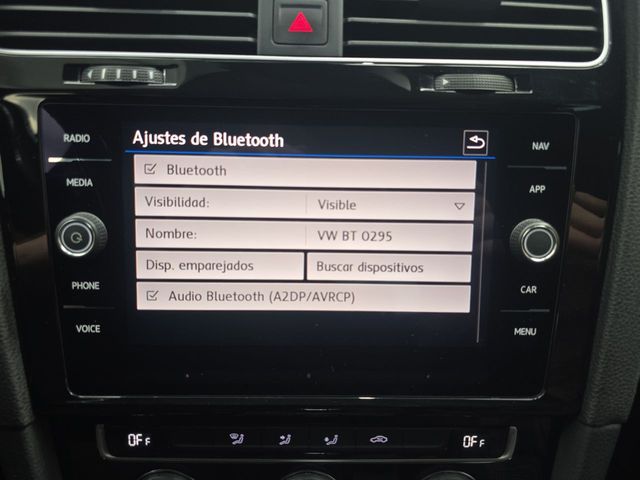 RADIO
MEDIA
PHONE
VOICE
Ajustes de Bluetooth
Bluetooth
Visibilidad: Visible
Nombre: VW BT 0295
Disp. emparejados Buscar dispositivos
Audio Bluetooth (A2DP/AVRCP)
NAV
APP
CAR
MENU
OFF OFF